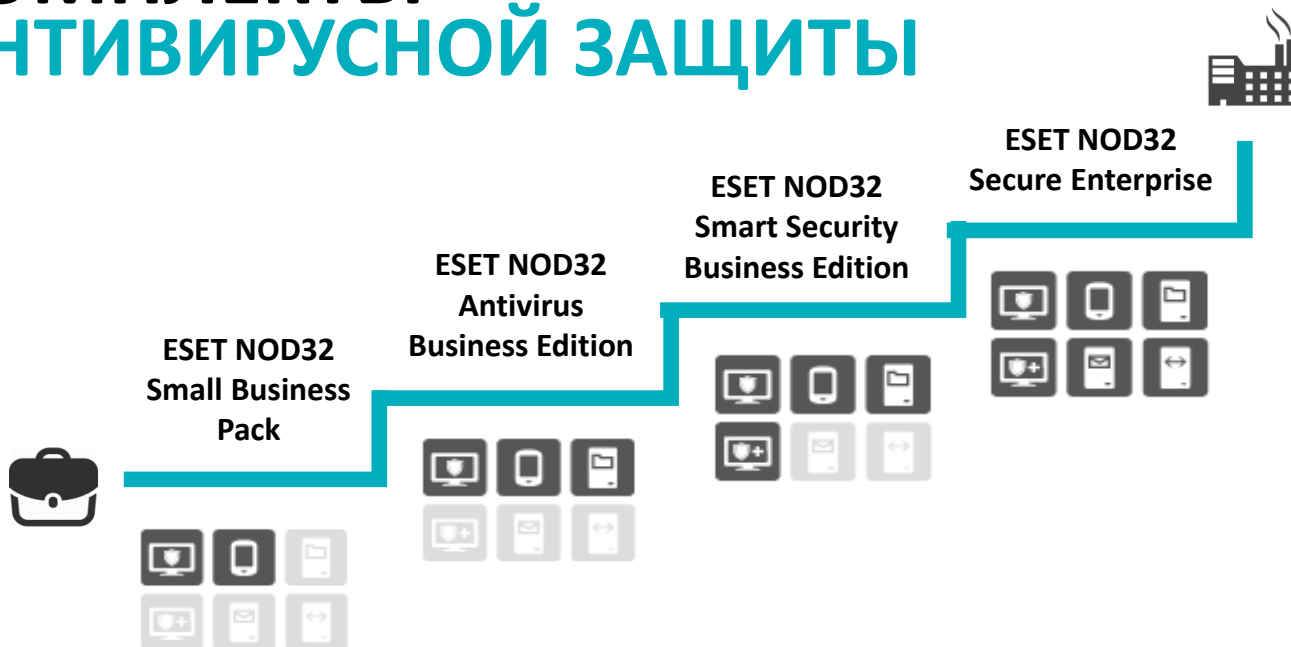 НТИВИРУСНОЙ ЗАЩИТЫ
ESET NOD32
Secure Enterprise
ESET NOD32
Smart Security
Business Edition
ESET NOD32
Antivirus
Business Edition
ESET NOD32
Small Business
Pack